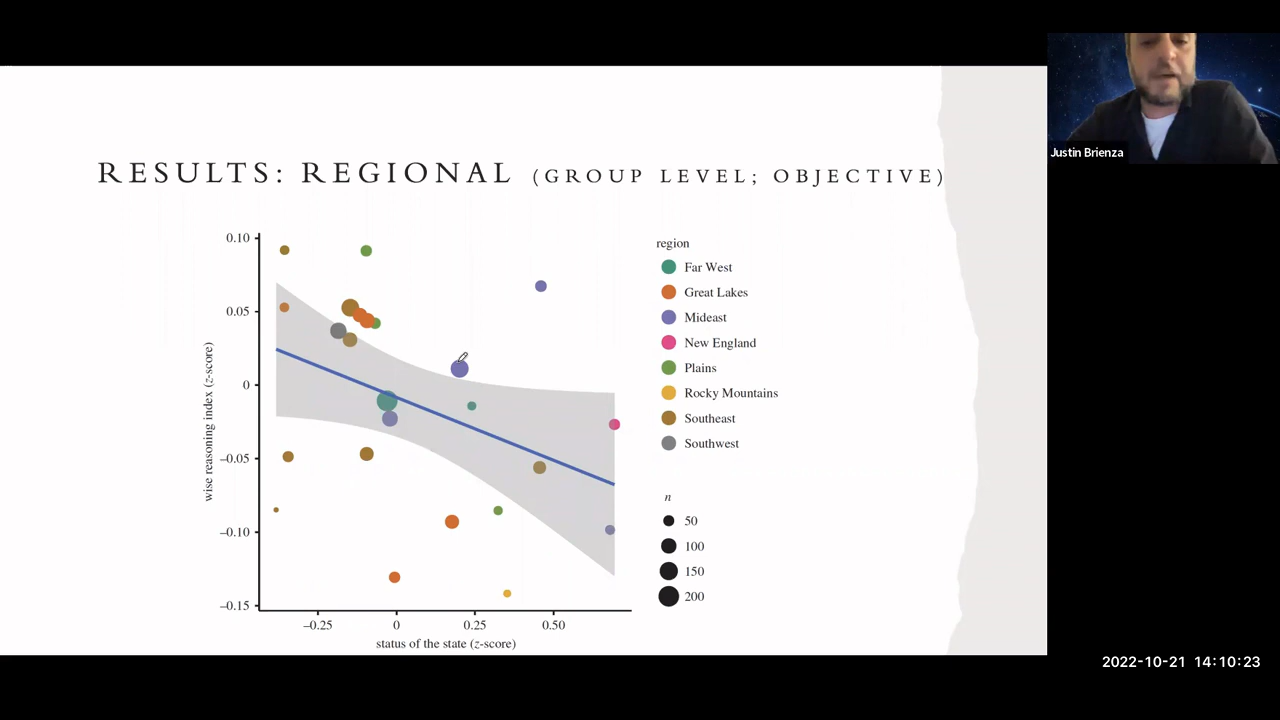 Justin Brienza
RESULTS: REGIONAL (GROUP LEVEL; OBJECTIVE)
0.10
0.05
0
–0.05
–0.10
–0.15
wise reasoning index (z-score)
–0.25
0
0.25
0.50
status of the state (z-score)
region
Far West
Great Lakes
Mideast
New England
Plains
Rocky Mountains
Southeast
Southwest
n
50
100
150
200
2022-10-21 14:10:23